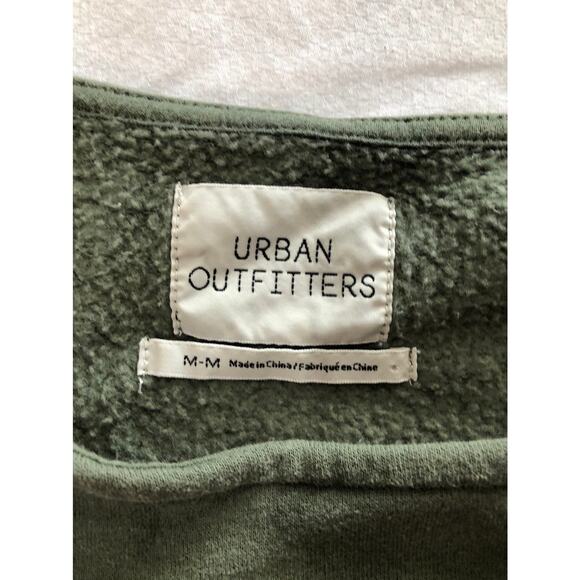 URBAN
OUTFITTERS
M-M Made in China / Fabriqué en Chine